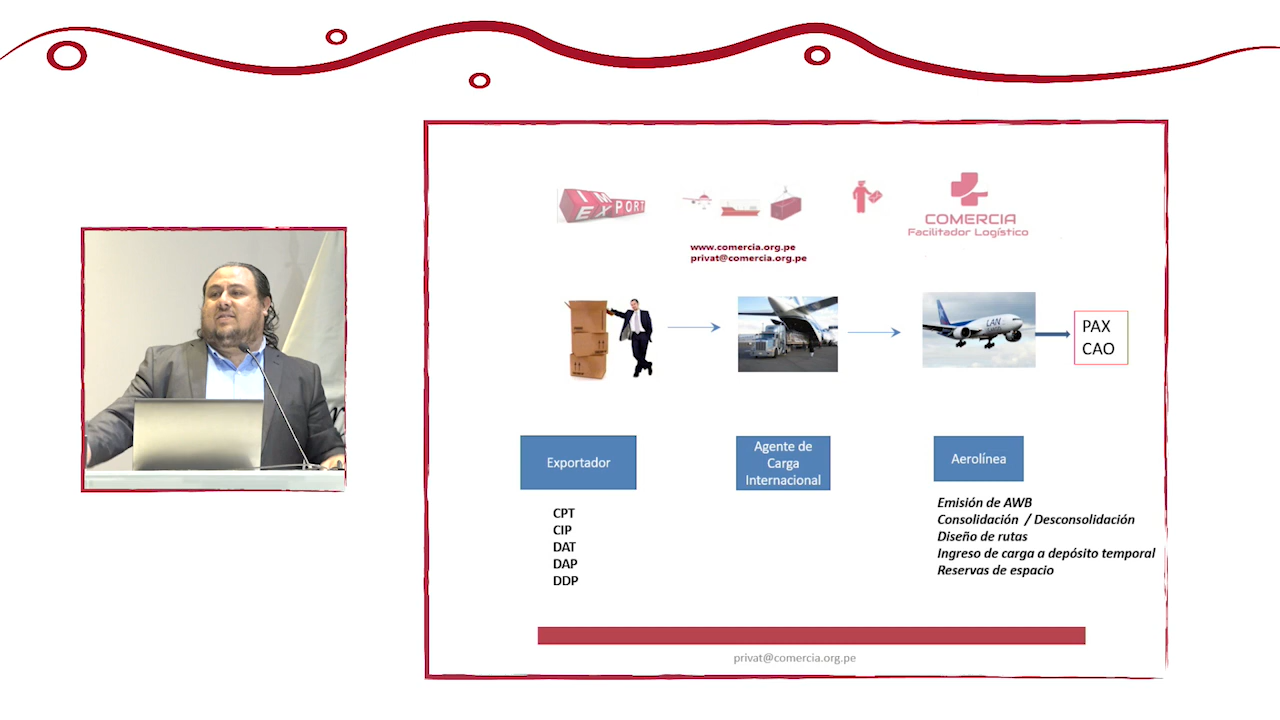 IM
EXPORT
COMERCIA
Facilitador Logístico
www.comercia.org.pe
privat@comercia.org.pe
LAN
PAX
CAO
Exportador
Agente de
Carga
Internacional
Aerolínea
CPT
CIP
DAT
DAP
DDP
Emisión de AWB
Consolidación / Desconsolidación
Diseño de rutas
Ingreso de carga a depósito temporal
Reservas de espacio
privat@comercia.org.pe